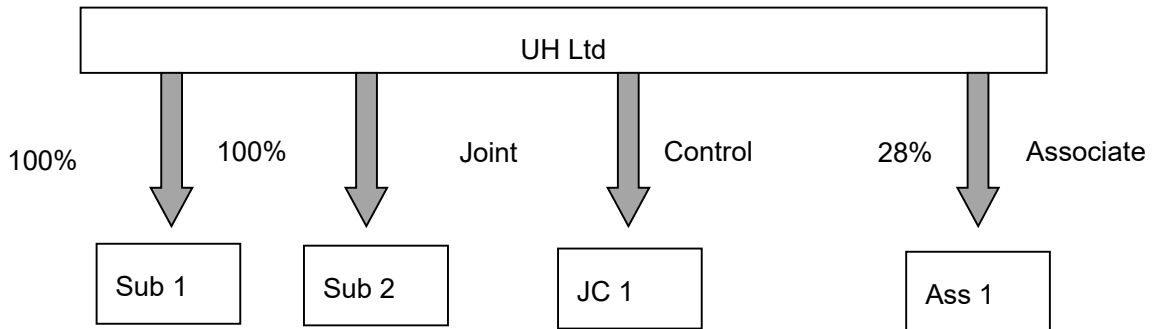 UH Ltd
100% 100% Joint Control 28% Associate
Sub 1 Sub 2 JC 1 Ass 1